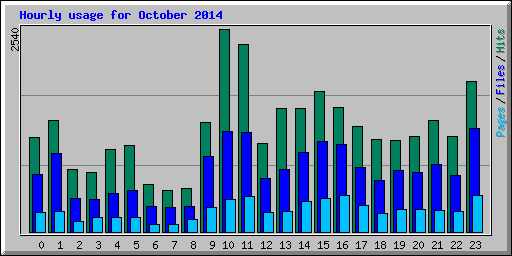 Hourly usage for October 2014
2540
Pages/Files/Hits
0 1 2 3 4 5 6 7 8 9 10 11 12 13 14 15 16 17 18 19 20 21 22 23